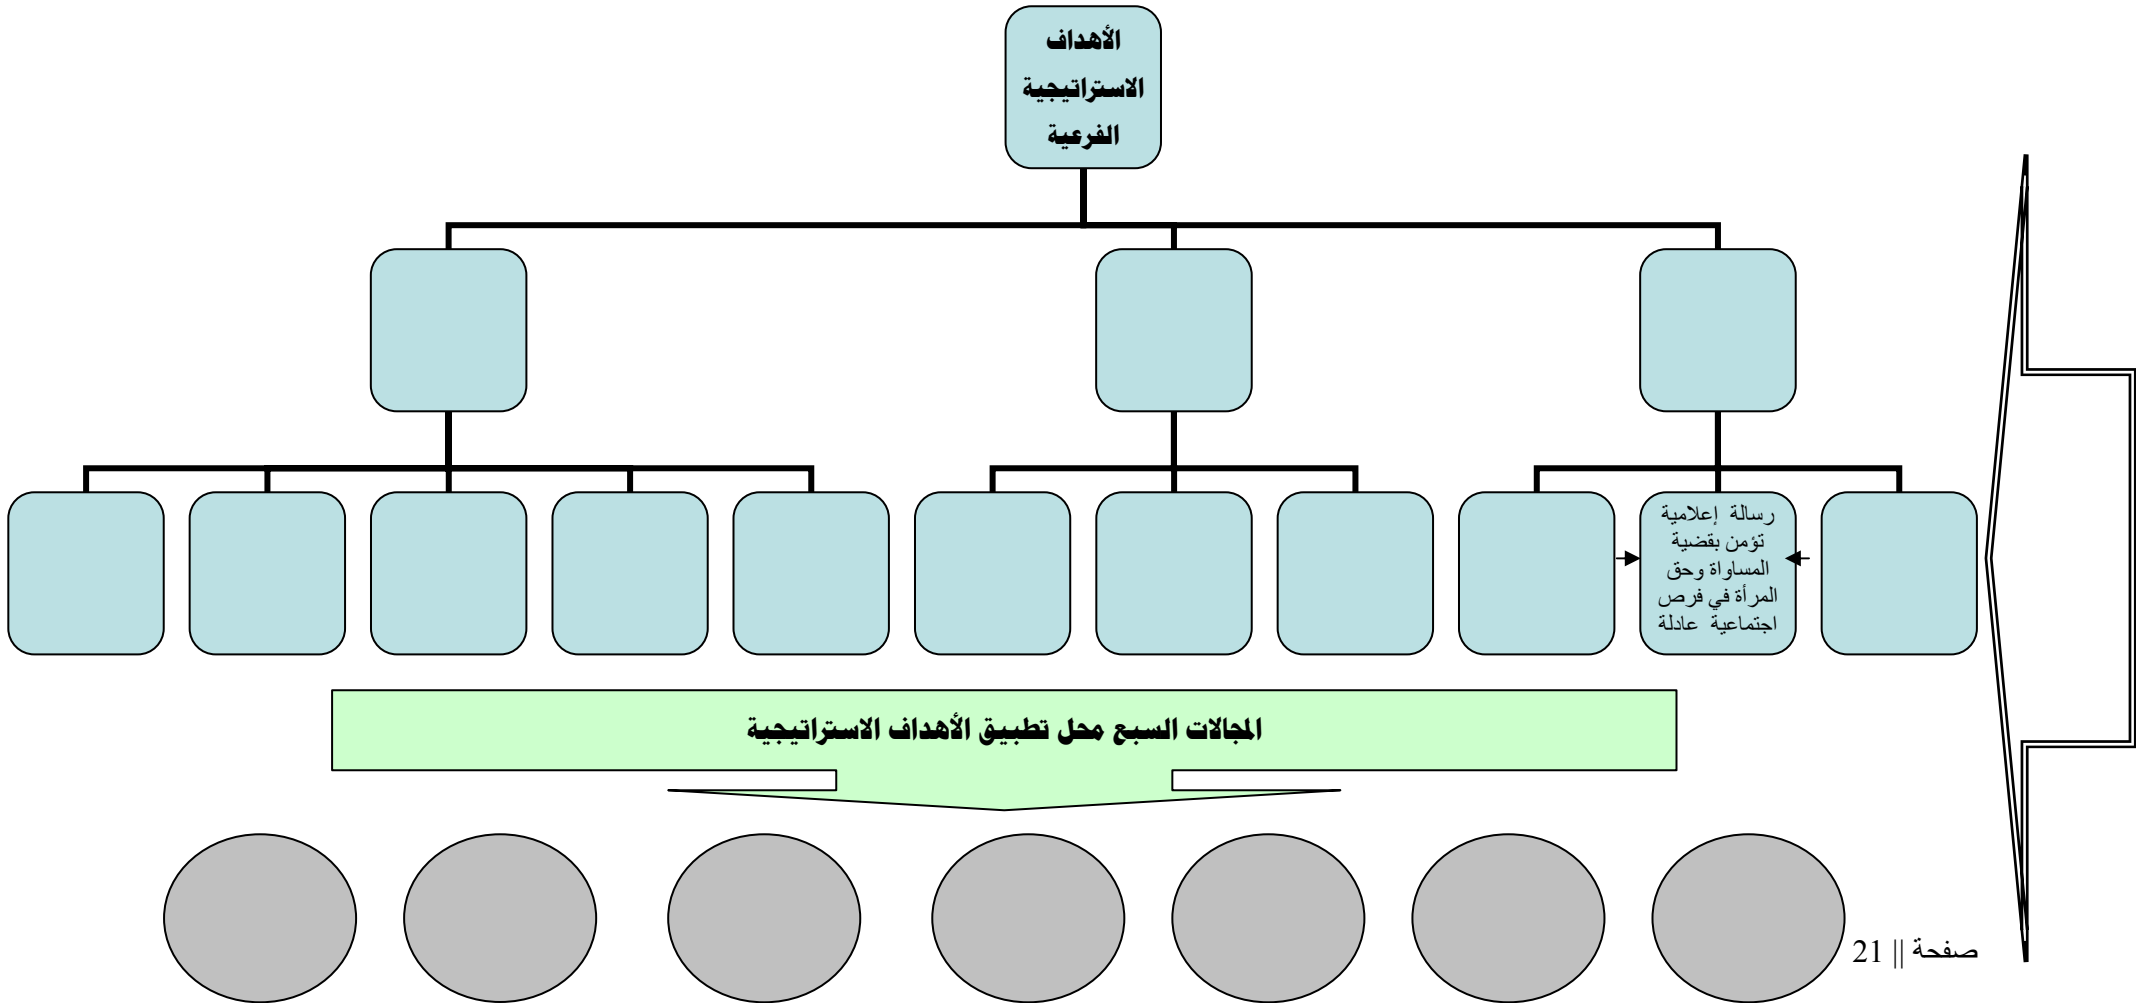 الأهداف
الاستراتيجية
الفرعية
رسالة إعلامية
تؤمن بقضية
المساواة وحق
المرأة في فرص
اجتماعية عادلة
المجالات السبع محل تطبيق الأهداف الاستراتيجية
صفحة || 21